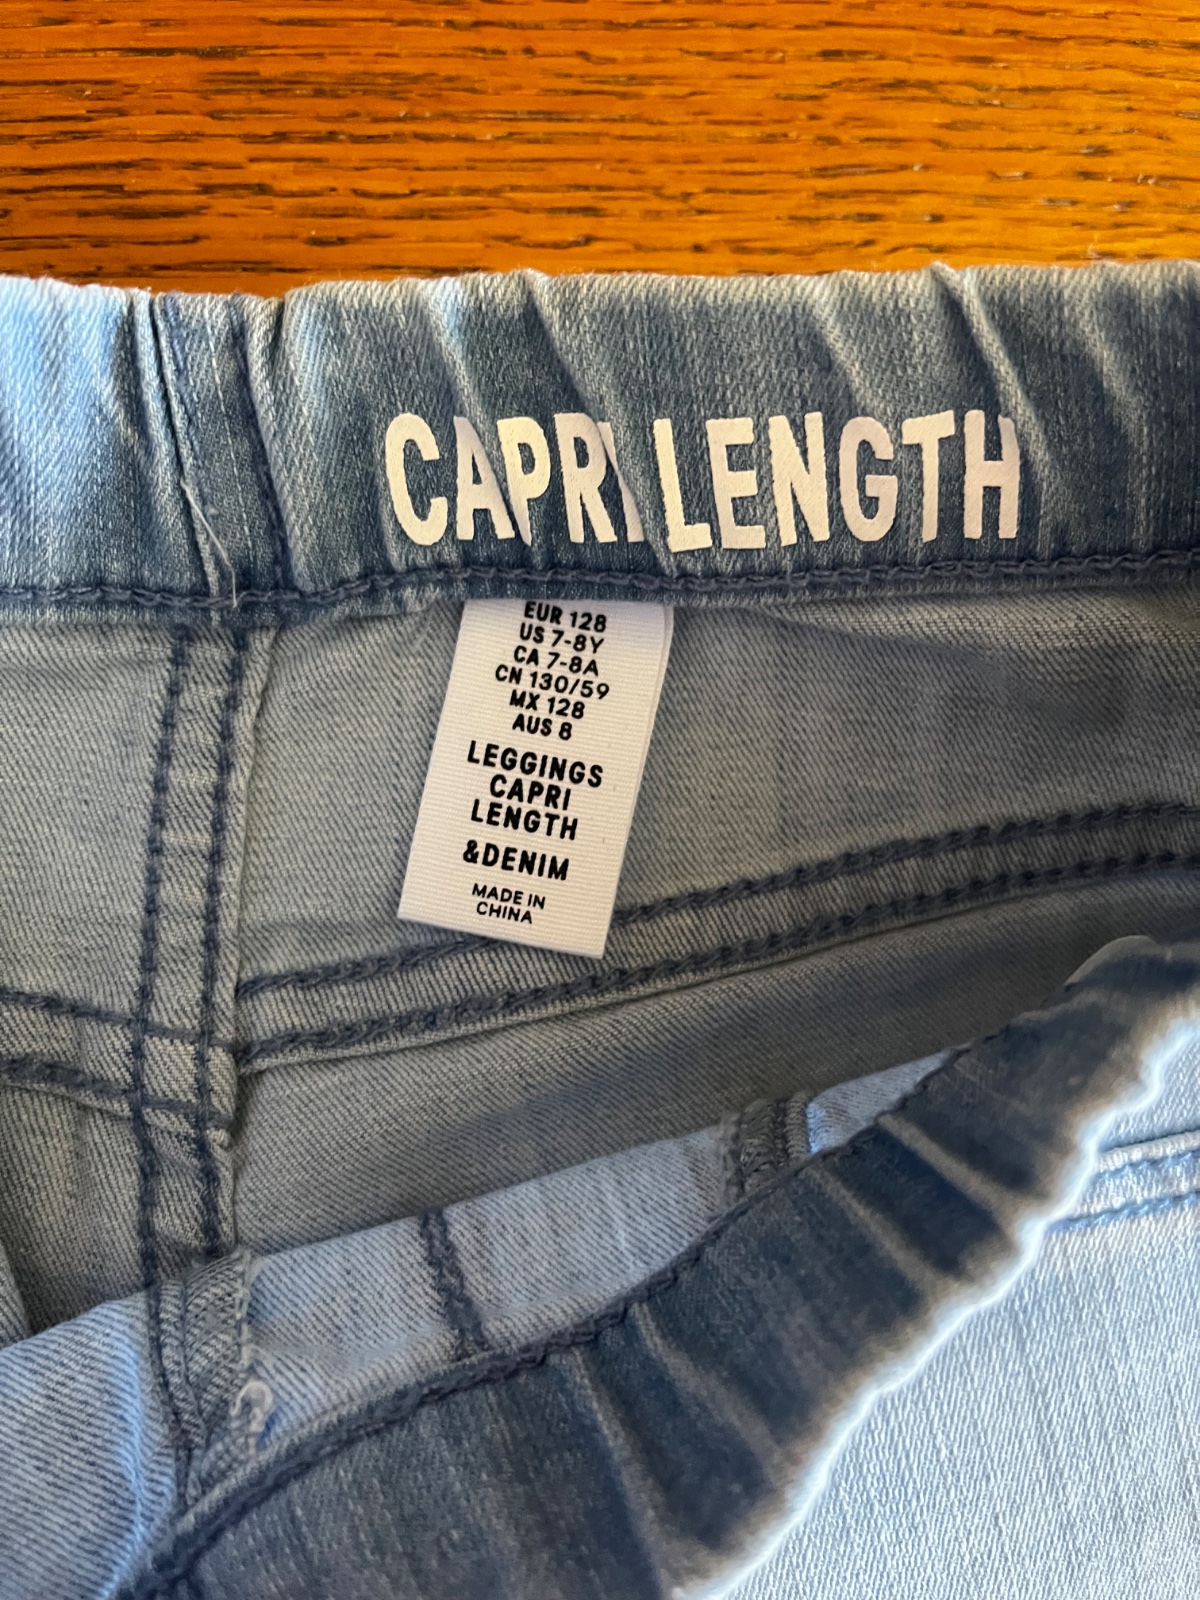 CAPRI LENGTH
EUR 128
US 7-8Y
CA 7-8A
CN 130/59
MX 128
AUS 8
LEGGINGS
CAPRI
LENGTH
&DENIM
MADE IN
CHINA